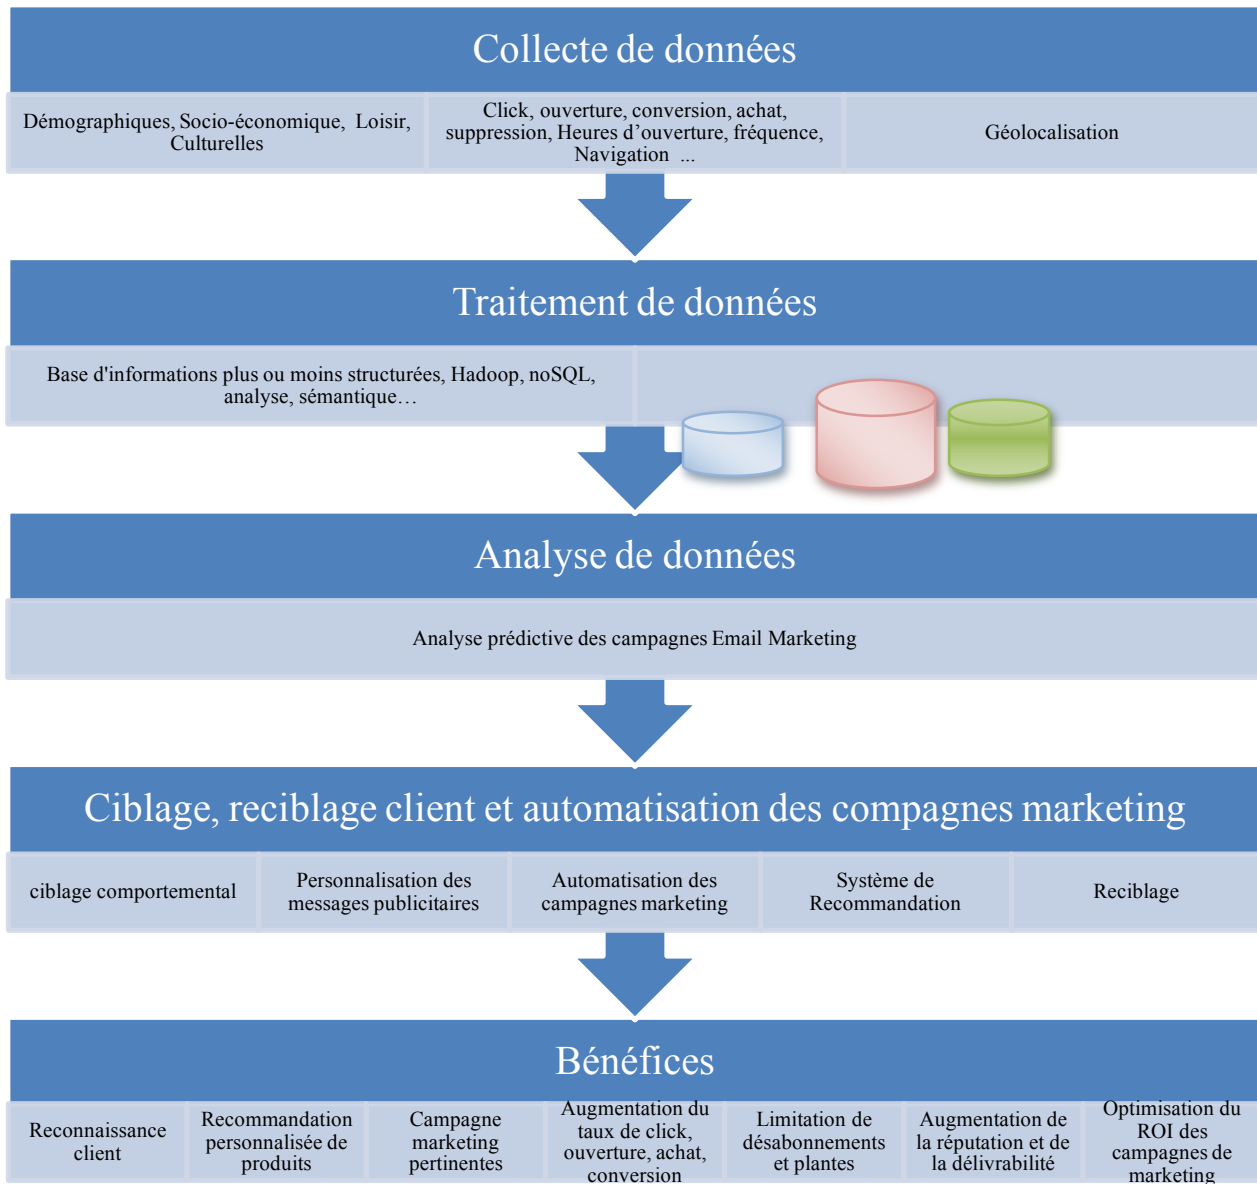 Collecte de données
Démographiques, Socio-économique, Loisir,
Culturelles
Click, ouverture, conversion, achat,
suppression, Heures d'ouverture, fréquence,
Navigation ...
Géolocalisation
Traitement de données
Base d'informations plus ou moins structurées, Hadoop, noSQL,
analyse, sémantique…
Analyse de données
Analyse prédictive des campagnes Email Marketing
Ciblage, reciblage client et automatisation des compagnes marketing
ciblage comportemental
Personnalisation des
messages publicitaires
Automatisation des
campagnes marketing
Système de
Recommandation
Reciblage
Bénéfices
Reconnaissance
client
Recommandation
personnalisée de
produits
Campagne
marketing
pertinentes
Augmentation du
taux de click,
ouverture, achat,
conversion
Limitation de
désabonnements
et plantes
Augmentation de
la réputation et de
la délivrabilité
Optimisation du
ROI des
campagnes de
marketing